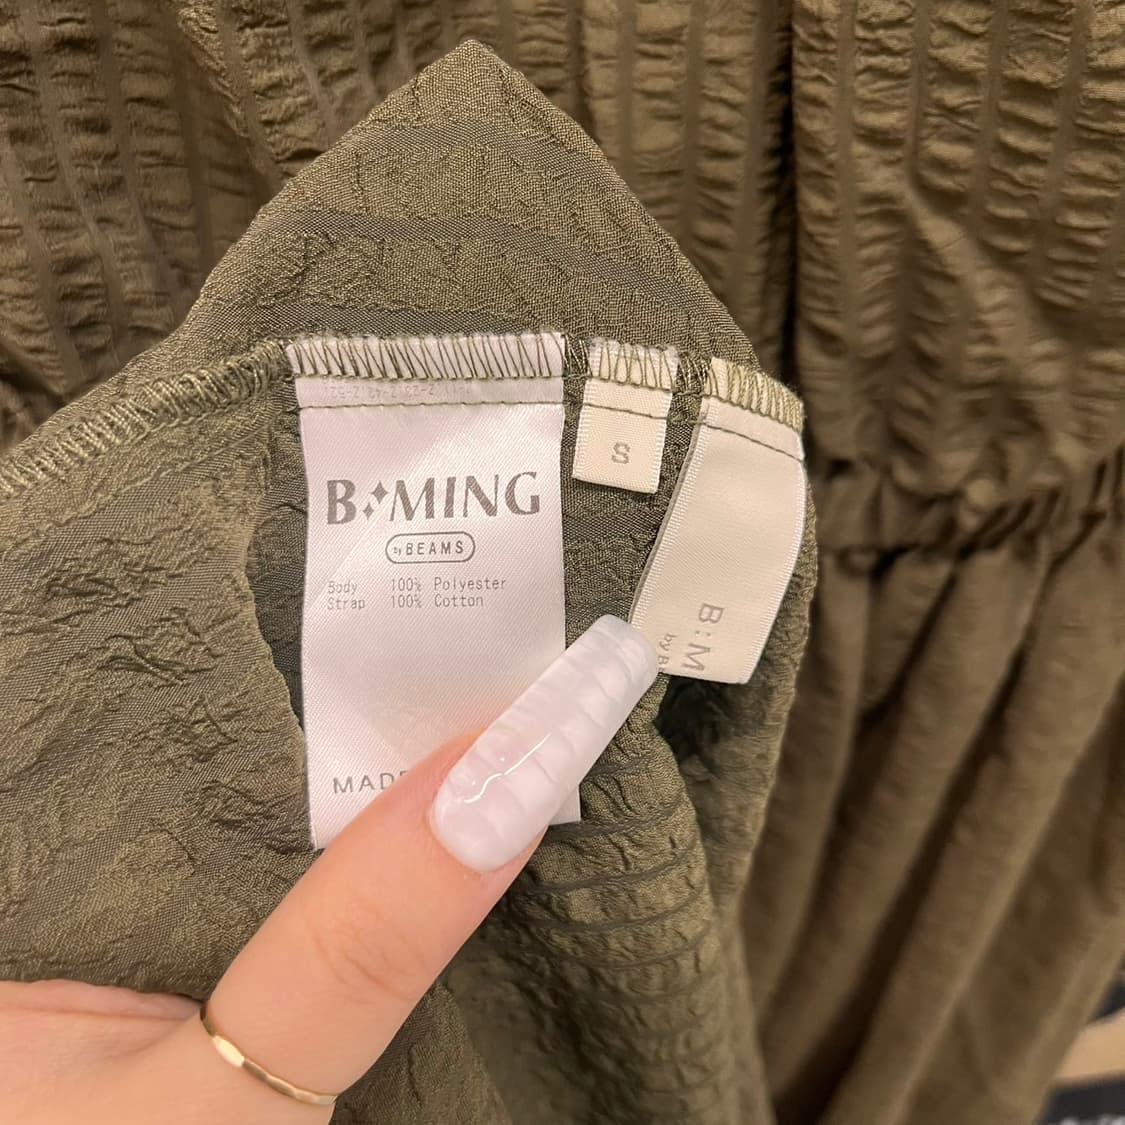 B✦MING
by BEAMS
Body 100% Polyester
Strap 100% Cotton
MADE
S
B:M
by B